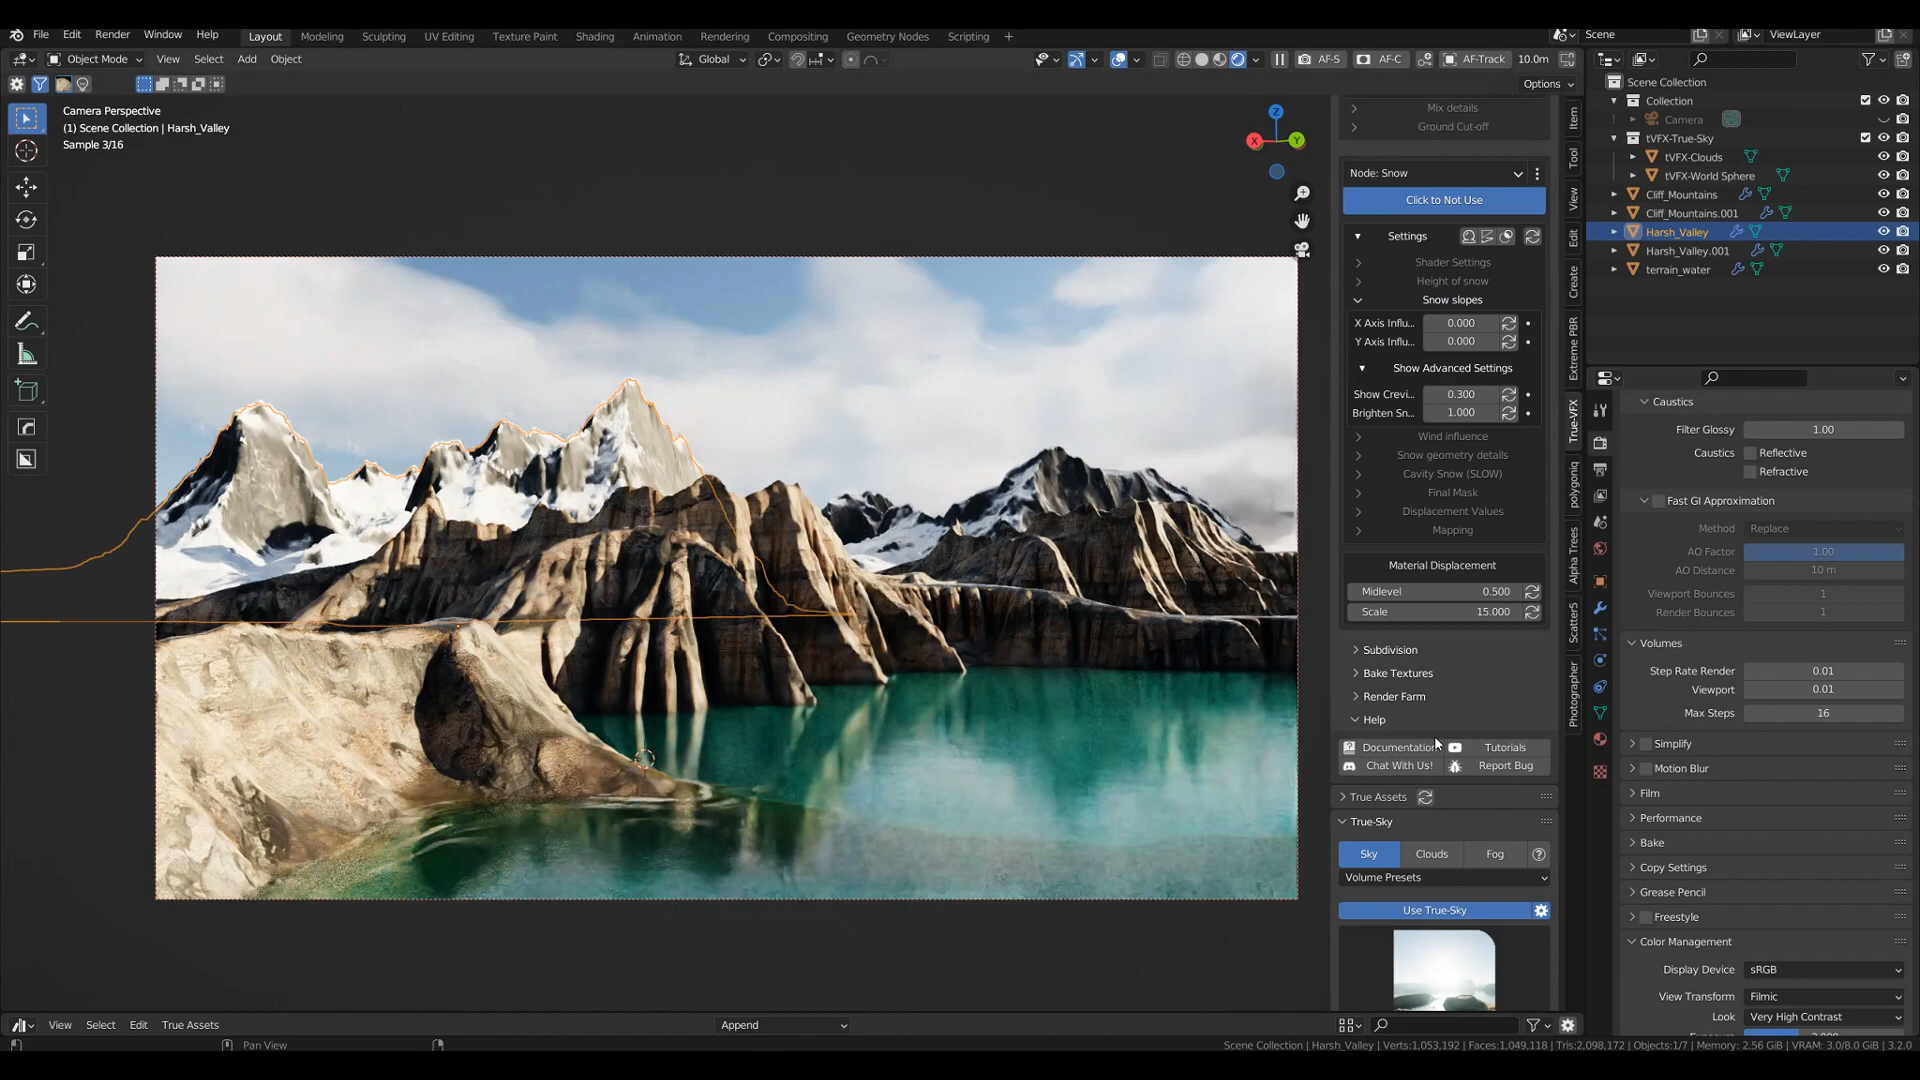 File Edit Render Window Help Layout Modeling Sculpting UV Editing Texture Paint Shading Animation Rendering Compositing Geometry Nodes Scripting + Scene ViewLayer
Object Mode View Select Add Object Global AF-S AF-C AF-Track 10.0m
Options
Camera Perspective
(1) Scene Collection | Harsh_Valley
Sample 3/16
Z
X
Y
Mix details
Ground Cut-off
Node: Snow
Click to Not Use
Settings
Shader Settings
Height of snow
Snow slopes
X Axis Influ... 0.000
Y Axis Influ... 0.000
Show Advanced Settings
Show Crevi... 0.300
Brighten Sn... 1.000
Wind influence
Snow geometry details
Cavity Snow (SLOW)
Final Mask
Displacement Values
Mapping
Material Displacement
Midlevel 0.500
Scale 15.000
Subdivision
Bake Textures
Render Farm
Help
Documentation Tutorials
Chat With Us! Report Bug
True Assets
True-Sky
Sky Clouds Fog
Volume Presets
Use True-Sky
Item
Tool
View
Edit
Create
Extreme PBR
True-VFX
polygoniq
Alpha Trees
Scatter5
Photographer
Scene Collection
Collection
Camera
tVFX-True-Sky
tVFX-Clouds
tVFX-World Sphere
Cliff_Mountains
Cliff_Mountains.001
Harsh_Valley
Harsh_Valley.001
terrain_water
Caustics
Filter Glossy 1.00
Caustics Reflective
Refractive
Fast GI Approximation
Method Replace
AO Factor 1.00
AO Distance 10 m
Viewport Bounces 1
Render Bounces 1
Volumes
Step Rate Render 0.01
Viewport 0.01
Max Steps 16
Simplify
Motion Blur
Film
Performance
Bake
Copy Settings
Grease Pencil
Freestyle
Color Management
Display Device sRGB
View Transform Filmic
Look Very High Contrast
View Select Edit True Assets Append
Pan View
Scene Collection | Harsh_Valley | Verts:1,053,192 | Faces:1,049,118 | Tris:2,098,172 | Objects:1/7 | Memory: 2.56 GiB | VRAM: 3.0/8.0 GiB | 3.2.0